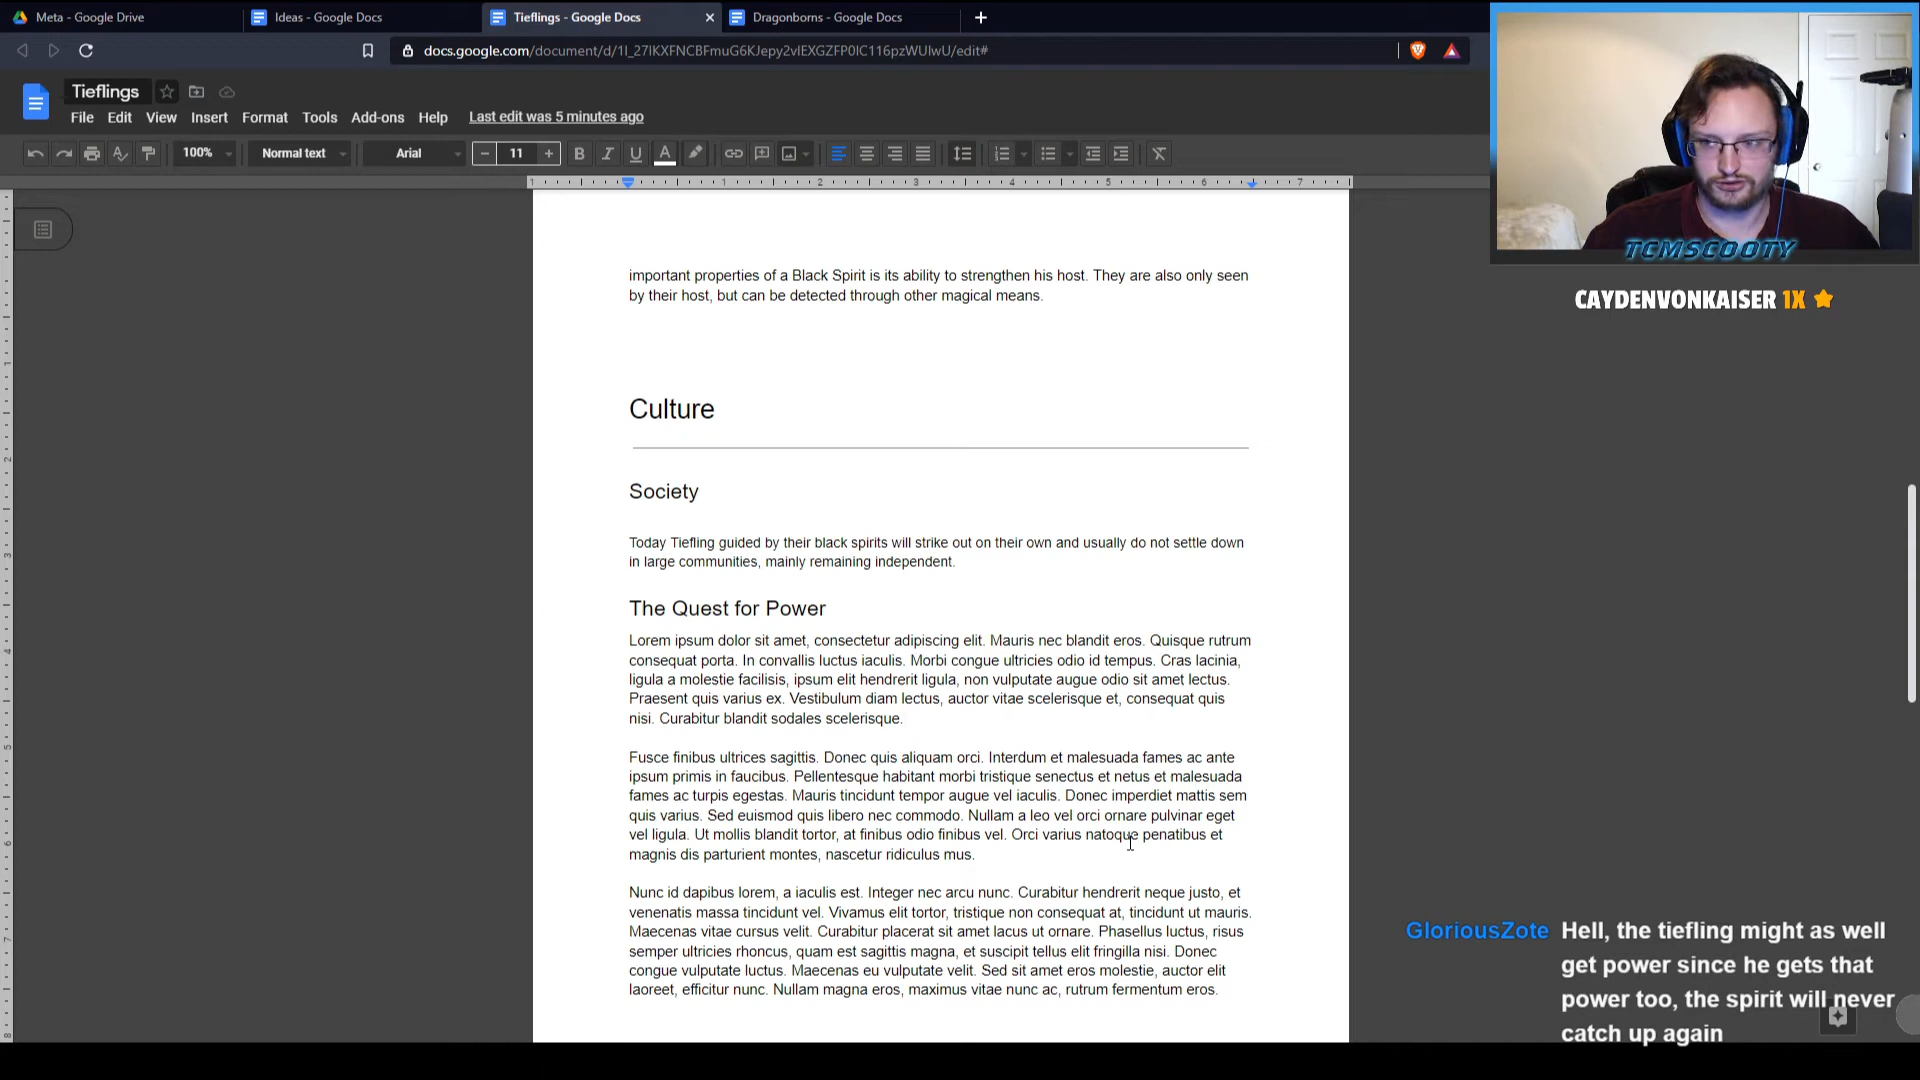 Meta - Google Drive
Ideas - Google Docs
Tieflings - Google Docs
Dragonborns - Google Docs
docs.google.com/document/d/1I_27IKXFNCBFmuG6KJepy2vIEXGZFP0IC116pzWUIwU/edit#
Tieflings
File Edit View Insert Format Tools Add-ons Help Last edit was 5 minutes ago
100% Normal text Arial 11
1 1 2 3 4 5 6 7
TCMSCOOTY
CAYDENVONKAISER 1X
important properties of a Black Spirit is its ability to strengthen his host. They are also only seen
by their host, but can be detected through other magical means.
Culture
Society
Today Tiefling guided by their black spirits will strike out on their own and usually do not settle down
in large communities, mainly remaining independent.
The Quest for Power
Lorem ipsum dolor sit amet, consectetur adipiscing elit. Mauris nec blandit eros. Quisque rutrum
consequat porta. In convallis luctus iaculis. Morbi congue ultricies odio id tempus. Cras lacinia,
ligula a molestie facilisis, ipsum elit hendrerit ligula, non vulputate augue odio sit amet lectus.
Praesent quis varius ex. Vestibulum diam lectus, auctor vitae scelerisque et, consequat quis
nisi. Curabitur blandit sodales scelerisque.
Fusce finibus ultrices sagittis. Donec quis aliquam orci. Interdum et malesuada fames ac ante
ipsum primis in faucibus. Pellentesque habitant morbi tristique senectus et netus et malesuada
fames ac turpis egestas. Mauris tincidunt tempor augue vel iaculis. Donec imperdiet mattis sem
quis varius. Sed euismod quis libero nec commodo. Nullam a leo vel orci ornare pulvinar eget
vel ligula. Ut mollis blandit tortor, at finibus odio finibus vel. Orci varius natoque penatibus et
magnis dis parturient montes, nascetur ridiculus mus.
Nunc id dapibus lorem, a iaculis est. Integer nec arcu nunc. Curabitur hendrerit neque justo, et
venenatis massa tincidunt vel. Vivamus elit tortor, tristique non consequat at, tincidunt ut mauris.
Maecenas vitae cursus velit. Curabitur placerat sit amet lacus ut ornare. Phasellus luctus, risus
semper ultricies rhoncus, quam est sagittis magna, et suscipit tellus elit fringilla nisi. Donec
congue vulputate luctus. Maecenas eu vulputate velit. Sed sit amet eros molestie, auctor elit
laoreet, efficitur nunc. Nullam magna eros, maximus vitae nunc ac, rutrum fermentum eros.
GloriousZote Hell, the tiefling might as well
get power since he gets that
power too, the spirit will never
catch up again